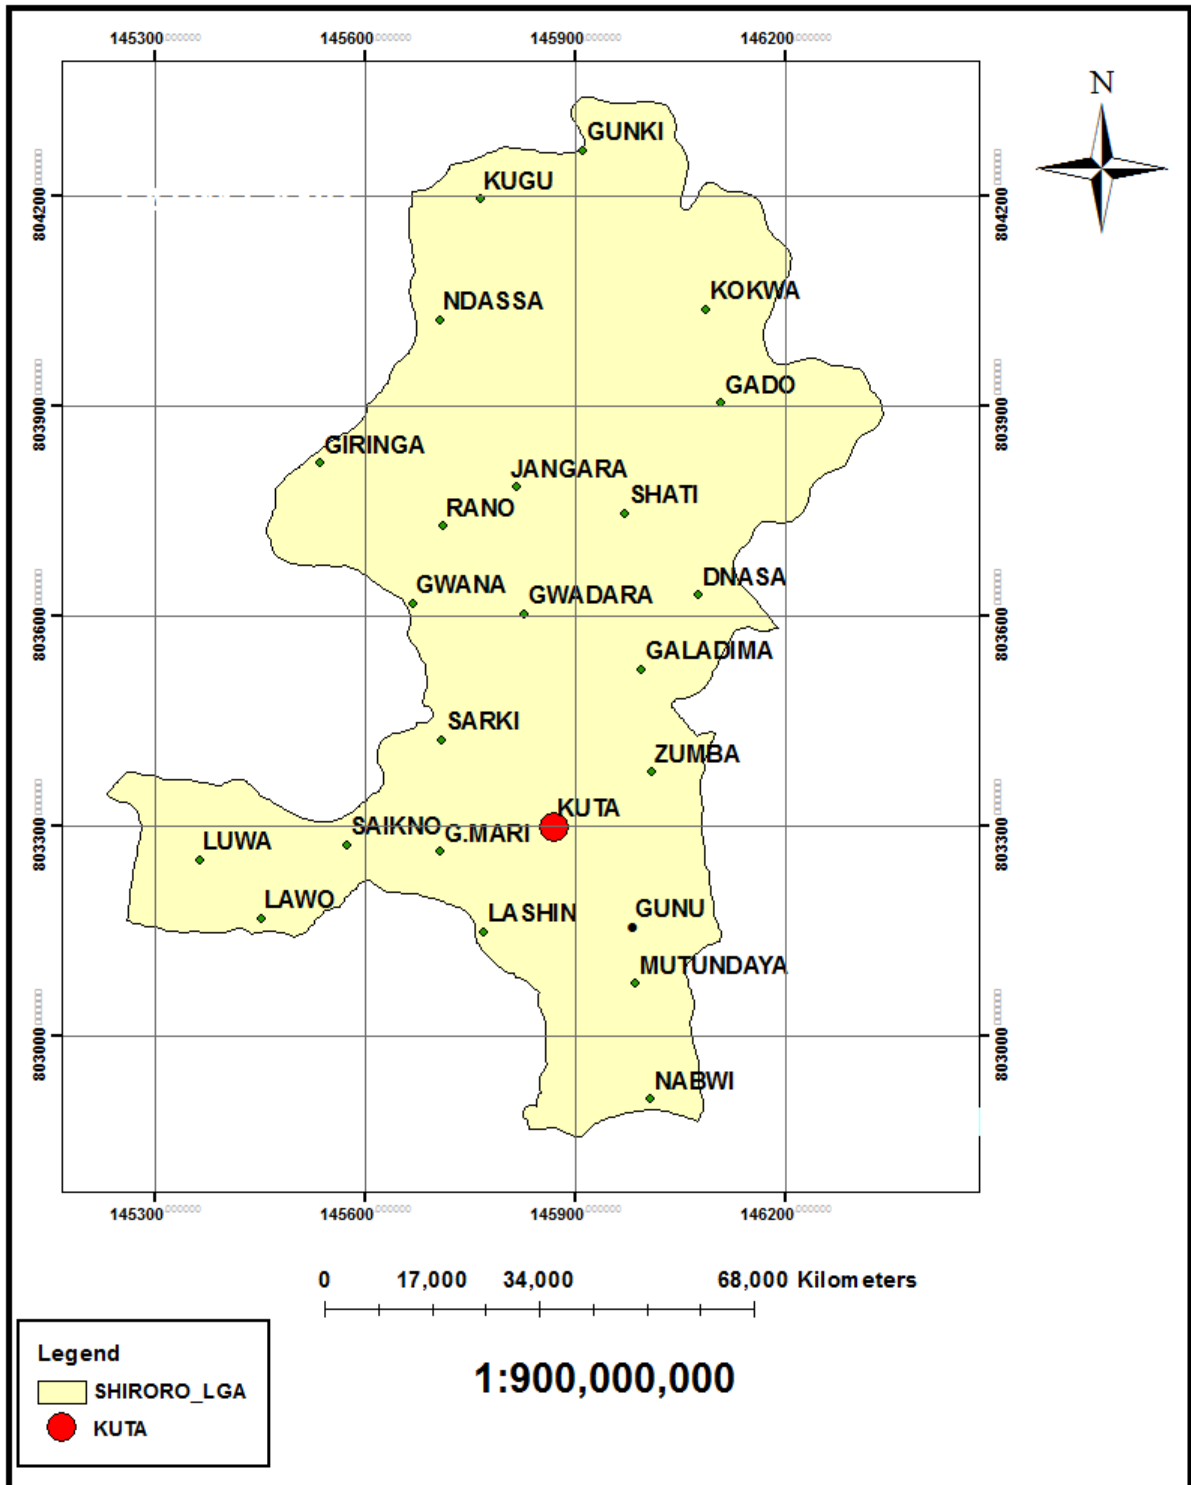 145300 145600 145900 146200
N
GUNKI
KUGU
804200 804200
KOKWA
NDASSA
GADO
803900 803900
GIRINGA
JANGARA
SHATI
RANO
DNASA
GWANA
GWADARA
803600 803600
GALADIMA
SARKI
ZUMBA
KUTA
803300 803300
SAIKNO
G.MARI
LUWA
LAWO
GUNU
LASHIN
MUTUNDAYA
803000 803000
NABWI
145300 145600 145900 146200
0 17,000 34,000 68,000 Kilometers
1:900,000,000
Legend
SHIRORO_LGA
KUTA